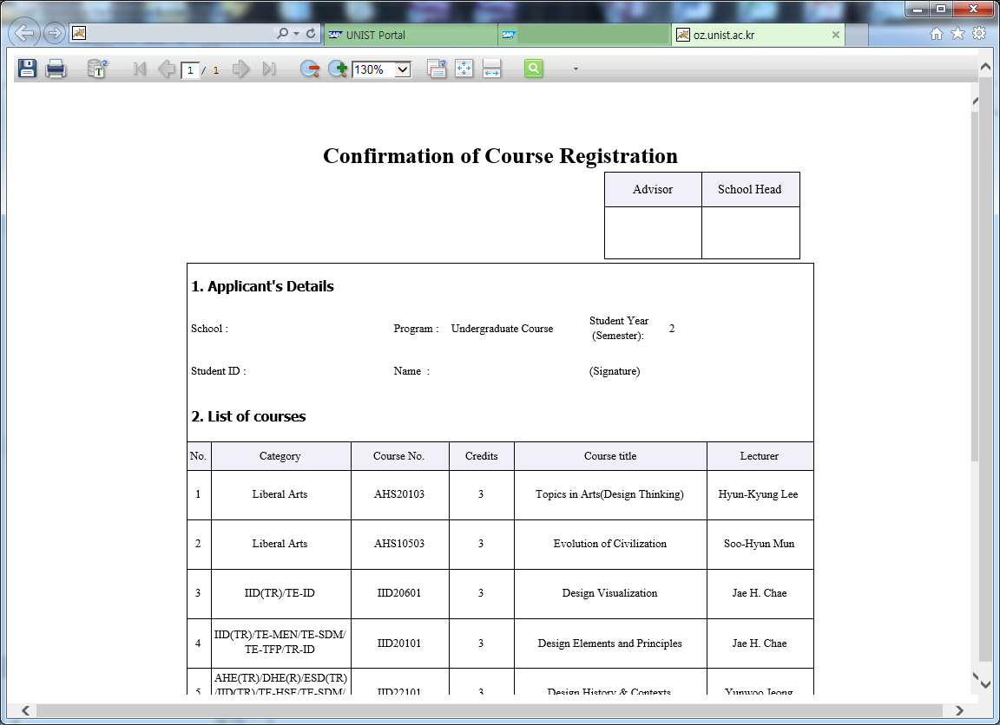 SAP UNIST Portal
SAP
oz.unist.ac.kr
1 / 1
130%
Confirmation of Course Registration
Advisor School Head
1. Applicant's Details
School : Program : Undergraduate Course Student Year (Semester): 2
Student ID : Name : (Signature)
2. List of courses
No. Category Course No. Credits Course title Lecturer
1 Liberal Arts AHS20103 3 Topics in Arts(Design Thinking) Hyun-Kyung Lee
2 Liberal Arts AHS10503 3 Evolution of Civilization Soo-Hyun Mun
3 IID(TR)/TE-ID IID20601 3 Design Visualization Jae H. Chae
4 IID(TR)/TE-MEN/TE-SDM/ TE-TFP/TR-ID IID20101 3 Design Elements and Principles Jae H. Chae
5 AHE(TR)/DHE(R)/ESD(TR) /IID(TR)/TE-HSE/TE-SDM/ IID22101 3 Design History & Contexts Yunwoo Jeong